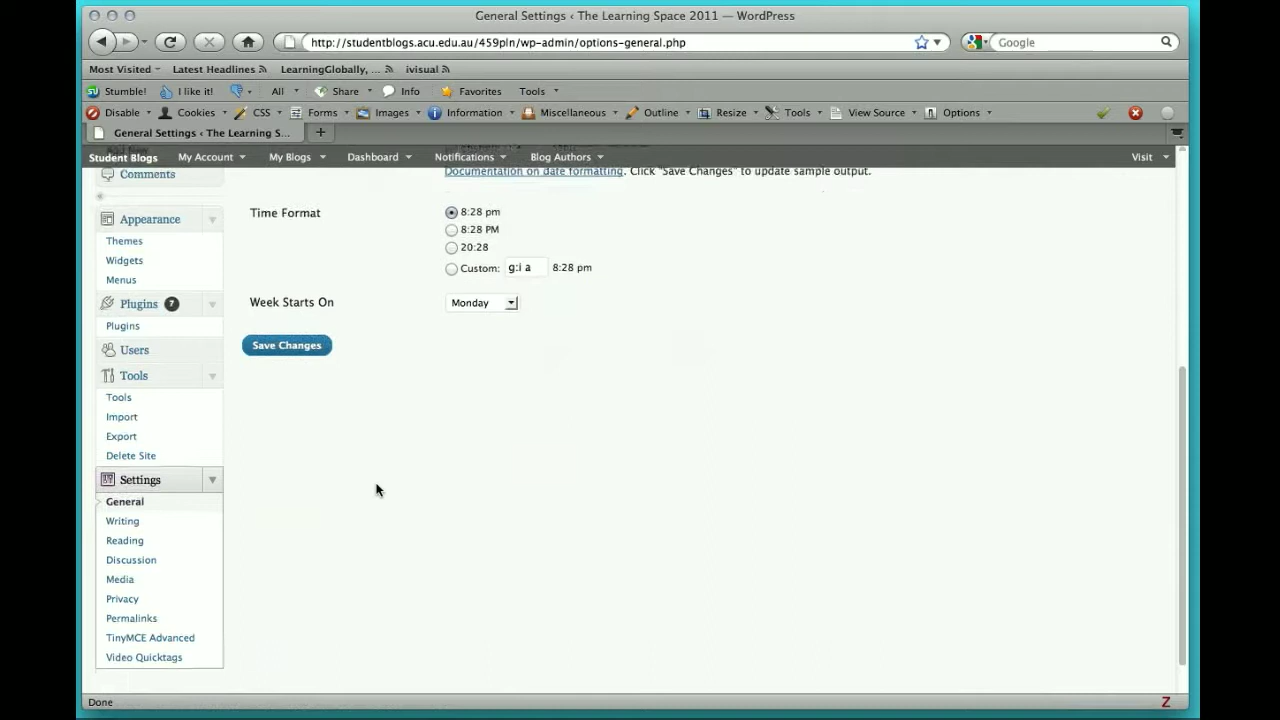 General Settings ‹ The Learning Space 2011 — WordPress
http://studentblogs.acu.edu.au/459pln/wp-admin/options-general.php
Google
Most Visited Latest Headlines LearningGlobally, ... ivisual
Stumble! I like it! All Share Info Favorites Tools
Disable Cookies CSS Forms Images Information Miscellaneous Outline Resize Tools View Source Options
General Settings ‹ The Learning S...
Student Blogs My Account My Blogs Dashboard Notifications Blog Authors Visit
Documentation on date formatting. Click "Save Changes" to update sample output.
Comments
Appearance
Themes
Widgets
Menus
Plugins 7
Plugins
Users
Tools
Tools
Import
Export
Delete Site
Settings
General
Writing
Reading
Discussion
Media
Privacy
Permalinks
TinyMCE Advanced
Video Quicktags
Time Format
8:28 pm
8:28 PM
20:28
Custom: g:i a 8:28 pm
Week Starts On Monday
Save Changes
Done
Z